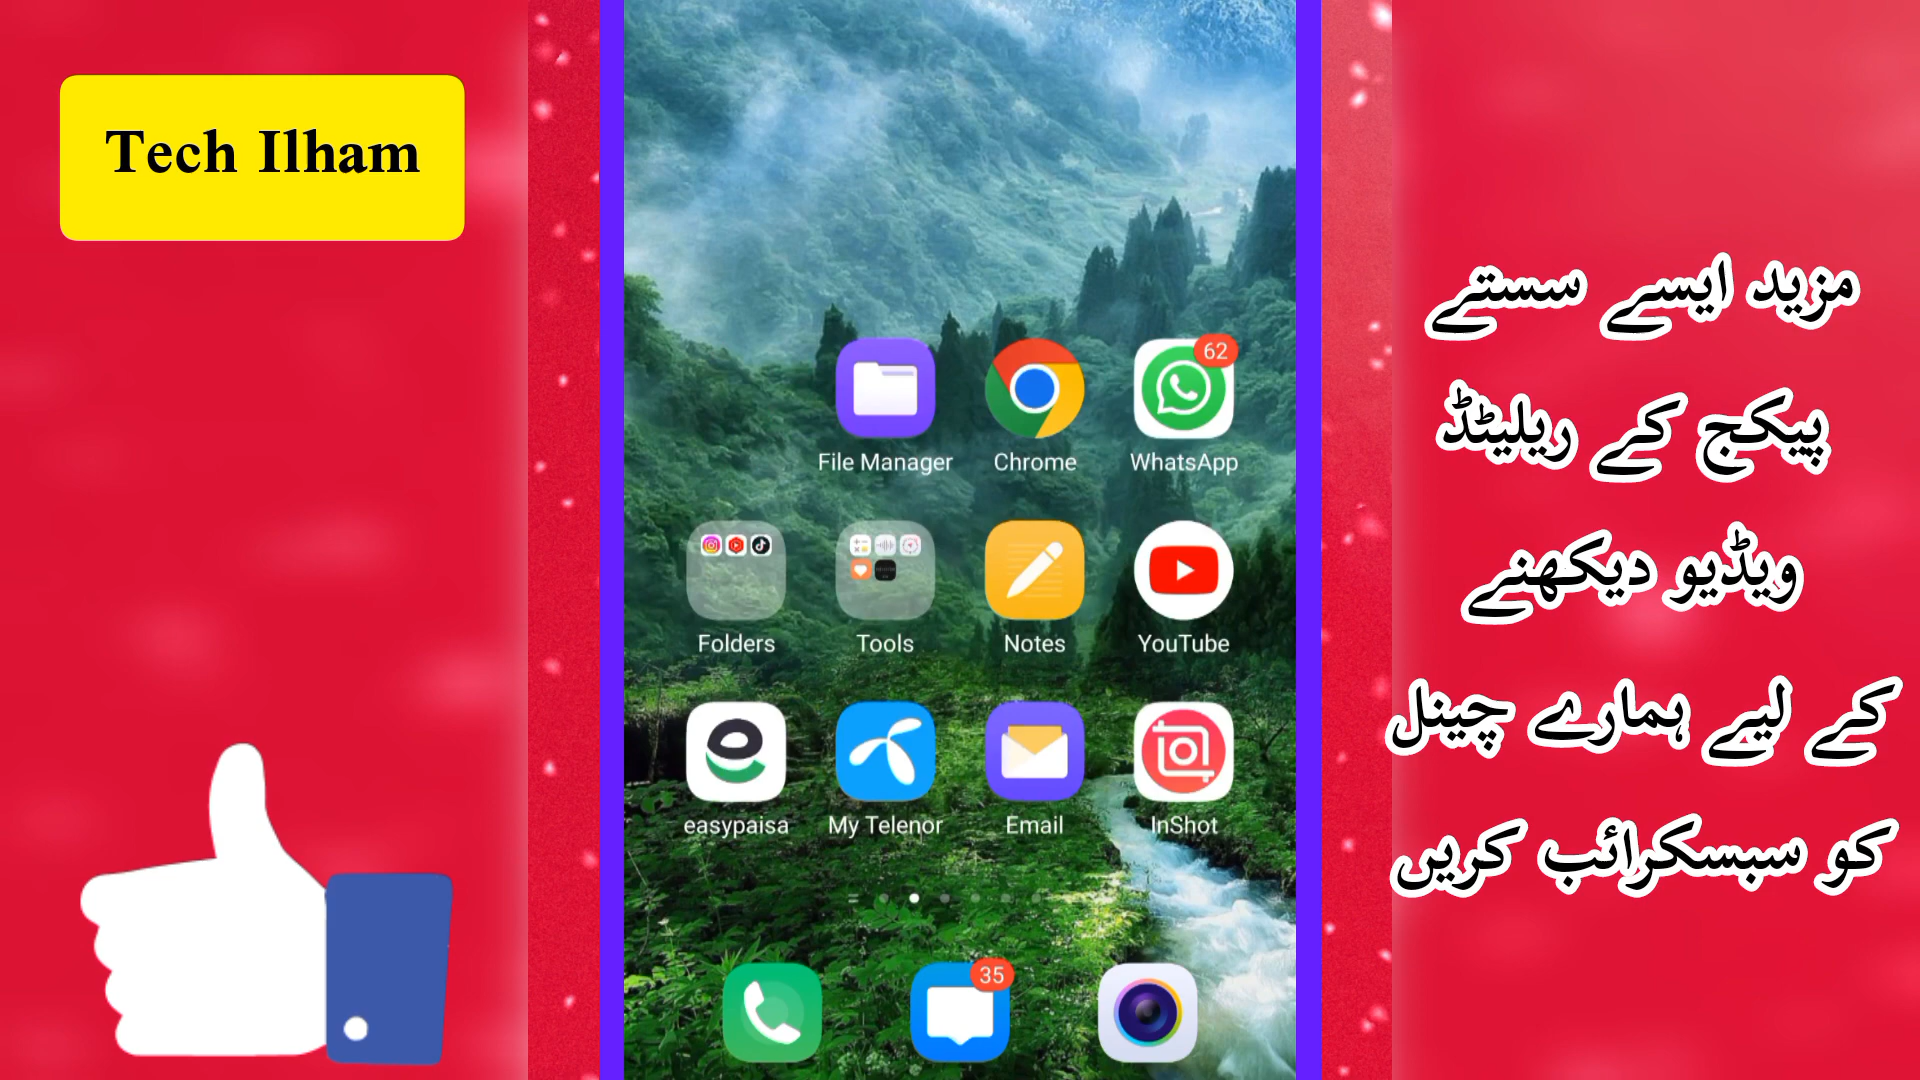 Tech Ilham
62
File Manager
Chrome
WhatsApp
Folders
Tools
Notes
YouTube
easypaisa
My Telenor
Email
InShot
35
مزید ایسے سستے
پیکج کے ریلیٹڈ
ویڈیو دیکھنے
کے لیے ہمارے چینل
کو سبسکرائب کریں